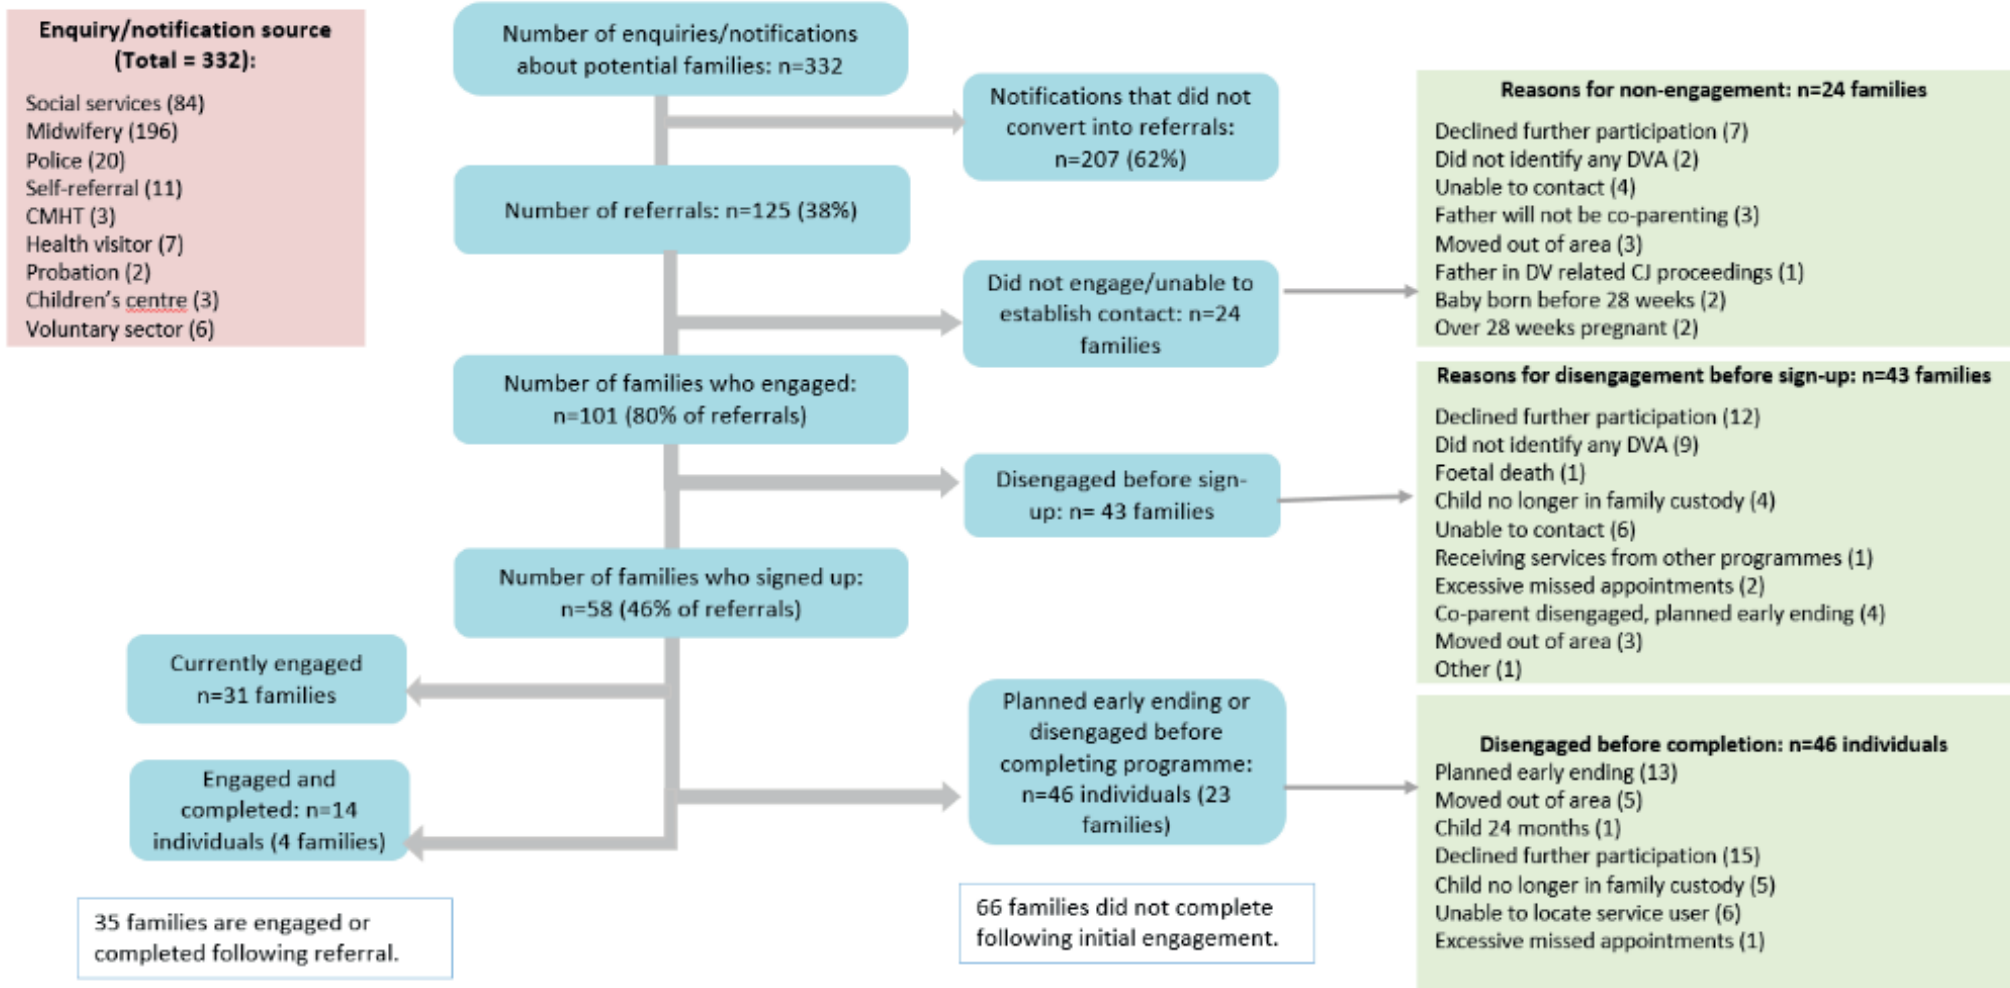 Enquiry/notification source
(Total = 332):
Social services (84)
Midwifery (196)
Police (20)
Self-referral (11)
CMHT (3)
Health visitor (7)
Probation (2)
Children's centre (3)
Voluntary sector (6)
Number of enquiries/notifications
about potential families: n=332
Notifications that did not
convert into referrals:
n=207 (62%)
Number of referrals: n=125 (38%)
Did not engage/unable to
establish contact: n=24
families
Reasons for non-engagement: n=24 families
Declined further participation (7)
Did not identify any DVA (2)
Unable to contact (4)
Father will not be co-parenting (3)
Moved out of area (3)
Father in DV related CJ proceedings (1)
Baby born before 28 weeks (2)
Over 28 weeks pregnant (2)
Number of families who engaged:
n=101 (80% of referrals)
Disengaged before sign-
up: n= 43 families
Reasons for disengagement before sign-up: n=43 families
Declined further participation (12)
Did not identify any DVA (9)
Foetal death (1)
Child no longer in family custody (4)
Unable to contact (6)
Receiving services from other programmes (1)
Excessive missed appointments (2)
Co-parent disengaged, planned early ending (4)
Moved out of area (3)
Other (1)
Number of families who signed up:
n=58 (46% of referrals)
Currently engaged
n=31 families
Engaged and
completed: n=14
individuals (4 families)
Planned early ending or
disengaged before
completing programme:
n=46 individuals (23
families)
Disengaged before completion: n=46 individuals
Planned early ending (13)
Moved out of area (5)
Child 24 months (1)
Declined further participation (15)
Child no longer in family custody (5)
Unable to locate service user (6)
Excessive missed appointments (1)
35 families are engaged or
completed following referral.
66 families did not complete
following initial engagement.